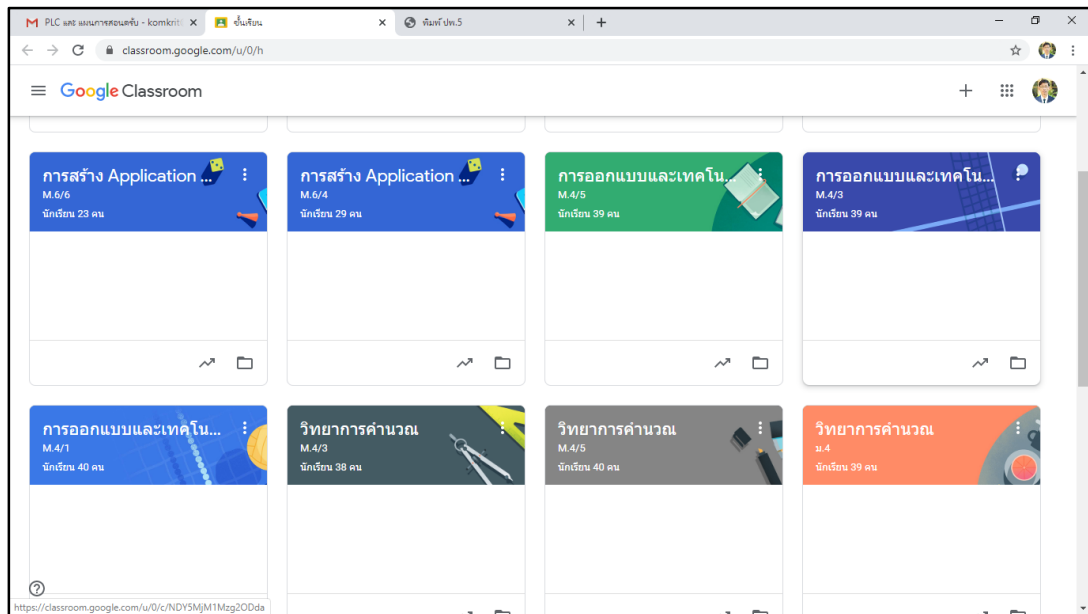 PLC และ แผนการสอนครับ - komkrit
ชั้นเรียน
พิมพ์ ปพ.5
classroom.google.com/u/0/h
Google Classroom
การสร้าง Application ...
M.6/6
นักเรียน 23 คน
การสร้าง Application ...
M.6/4
นักเรียน 29 คน
การออกแบบและเทคโน...
M.4/5
นักเรียน 39 คน
การออกแบบและเทคโน...
M.4/3
นักเรียน 39 คน
การออกแบบและเทคโน...
M.4/1
นักเรียน 40 คน
วิทยาการคำนวณ
M.4/3
นักเรียน 38 คน
วิทยาการคำนวณ
M.4/5
นักเรียน 40 คน
วิทยาการคำนวณ
ม.4
นักเรียน 39 คน
https://classroom.google.com/u/0/c/NDY5MjM1Mzg2ODda